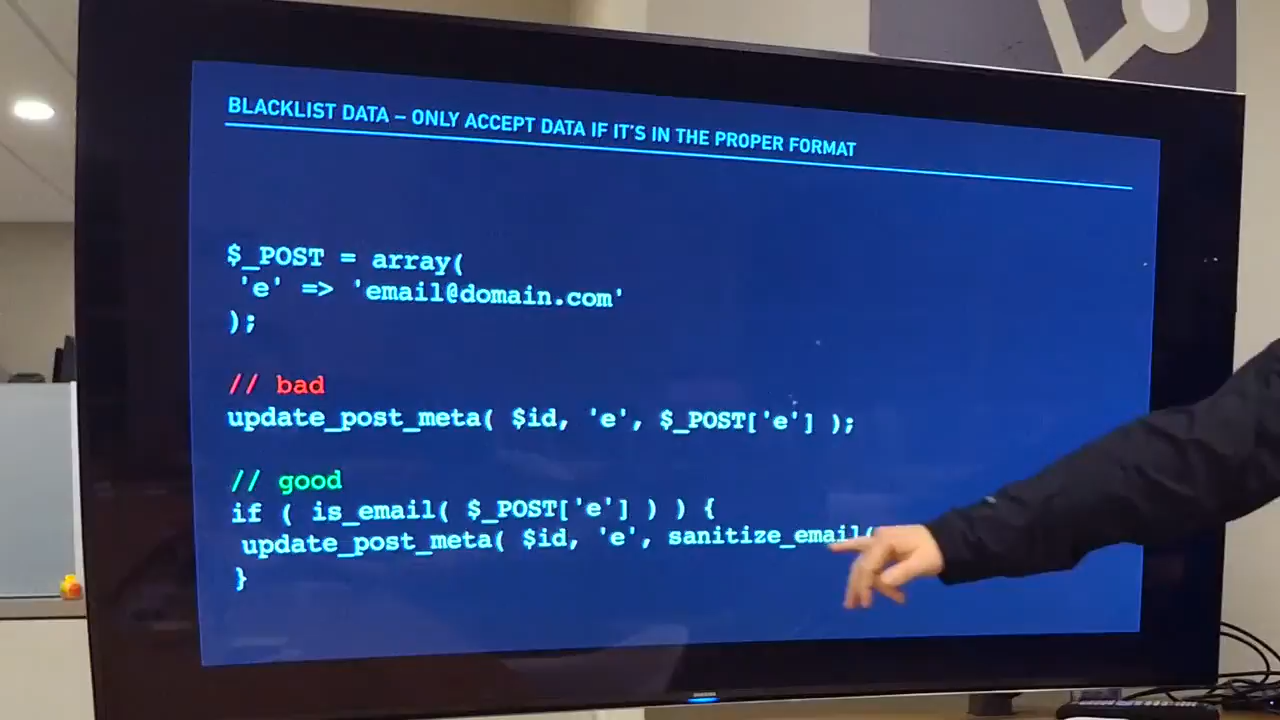 BLACKLIST DATA – ONLY ACCEPT DATA IF IT'S IN THE PROPER FORMAT
$_POST = array(
'e' => 'email@domain.com'
);
// bad
update_post_meta( $id, 'e', $_POST['e'] );
// good
if ( is_email( $_POST['e'] ) ) {
update_post_meta( $id, 'e', sanitize_email(
}
SAMSUNG